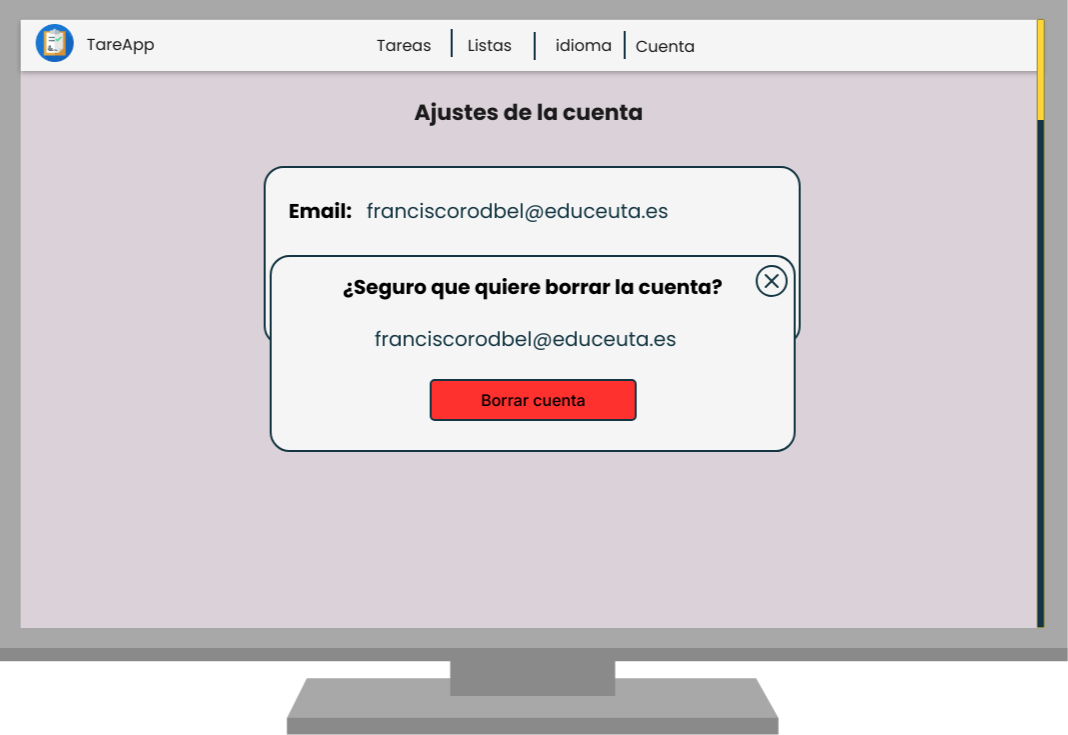 TareApp
Tareas Listas idioma Cuenta
Ajustes de la cuenta
Email: franciscorodbel@educeuta.es
¿Seguro que quiere borrar la cuenta?
franciscorodbel@educeuta.es
Borrar cuenta